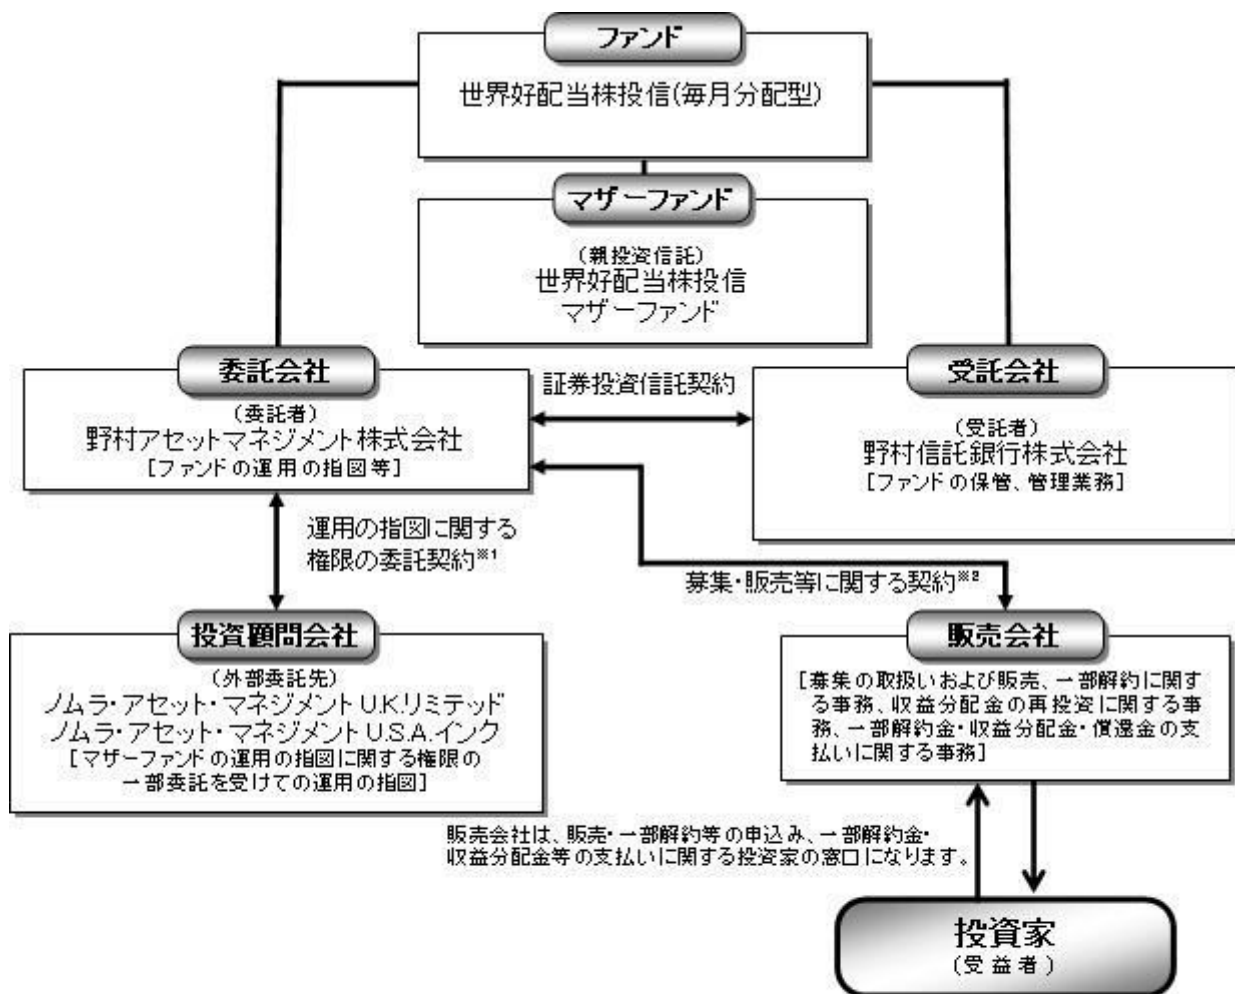 ファンド
世界好配当株投信(毎月分配型)
マザーファンド
(親投資信託)
世界好配当株投信
マザーファンド
委託会社
(委託者)
野村アセットマネジメント株式会社
[ファンドの運用の指図等]
証券投資信託契約
受託会社
(受託者)
野村信託銀行株式会社
[ファンドの保管、管理業務]
運用の指図に関する
権限の委託契約※1
募集・販売等に関する契約※2
投資顧問会社
(外部委託先)
ノムラ・アセット・マネジメントU.K.リミテッド
ノムラ・アセット・マネジメントU.S.A.インク
[マザーファンドの運用の指図に関する権限の
一部委託を受けての運用の指図]
販売会社
[募集の取扱いおよび販売、一部解約に関す
る事務、収益分配金の再投資に関する事
務、一部解約金・収益分配金・償還金の支
払いに関する事務]
販売会社は、販売・一部解約等の申込み、一部解約金・
収益分配金等の支払いに関する投資家の窓口になります。
投資家
(受益者)